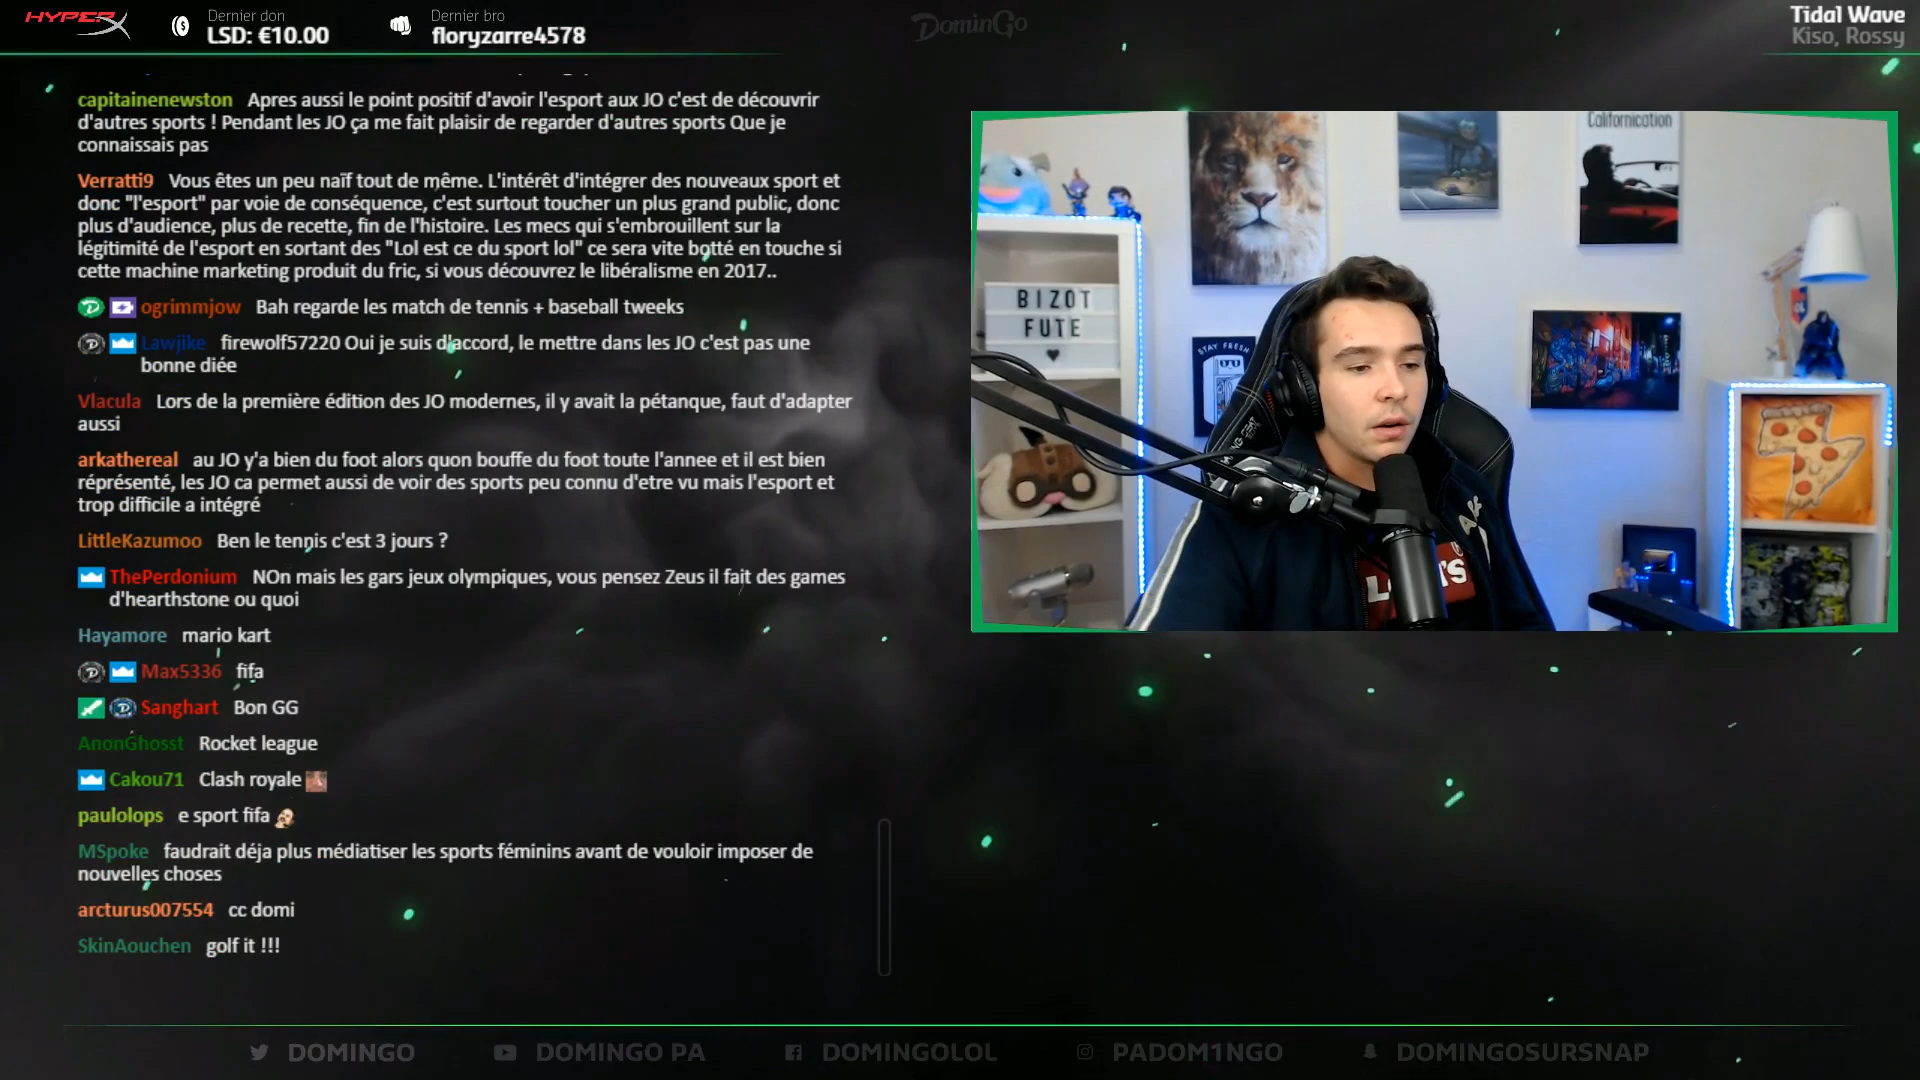 HYPERX
Dernier don
LSD: €10.00
Dernier bro
floryzarre4578
DominGo
Tidal Wave
Kiso, Rossy
capitainenewston Apres aussi le point positif d'avoir l'esport aux JO c'est de découvrir
d'autres sports ! Pendant les JO ça me fait plaisir de regarder d'autres sports Que je
connaissais pas
Verratti9 Vous êtes un peu naïf tout de même. L'intérêt d'intégrer des nouveaux sport et
donc "l'esport" par voie de conséquence, c'est surtout toucher un plus grand public, donc
plus d'audience, plus de recette, fin de l'histoire. Les mecs qui s'embrouillent sur la
légitimité de l'esport en sortant des "Lol est ce du sport lol" ce sera vite botté en touche si
cette machine marketing produit du fric, si vous découvrez le libéralisme en 2017..
ogrimmjow Bah regarde les match de tennis + baseball tweeks
Lawjike firewolf57220 Oui je suis d'accord, le mettre dans les JO c'est pas une
bonne diée
Vlacula Lors de la première édition des JO modernes, il y avait la pétanque, faut d'adapter
aussi
arkathereal au JO y'a bien du foot alors quon bouffe du foot toute l'annee et il est bien
réprésenté, les JO ca permet aussi de voir des sports peu connu d'etre vu mais l'esport et
trop difficile a intégré
LittleKazumoo Ben le tennis c'est 3 jours ?
ThePerdonium NOn mais les gars jeux olympiques, vous pensez Zeus il fait des games
d'hearthstone ou quoi
Hayamore mario kart
Max5336 fifa
Sanghart Bon GG
AnonGhosst Rocket league
Cakou71 Clash royale
paulolops e sport fifa
MSpoke faudrait déja plus médiatiser les sports féminins avant de vouloir imposer de
nouvelles choses
arcturus007554 cc domi
SkinAouchen golf it !!!
Californication
BIZOT
FUTE
STAY FRESH
DOMINGO
DOMINGO PA
DOMINGOLOL
PADOM1NGO
DOMINGOSURSNAP